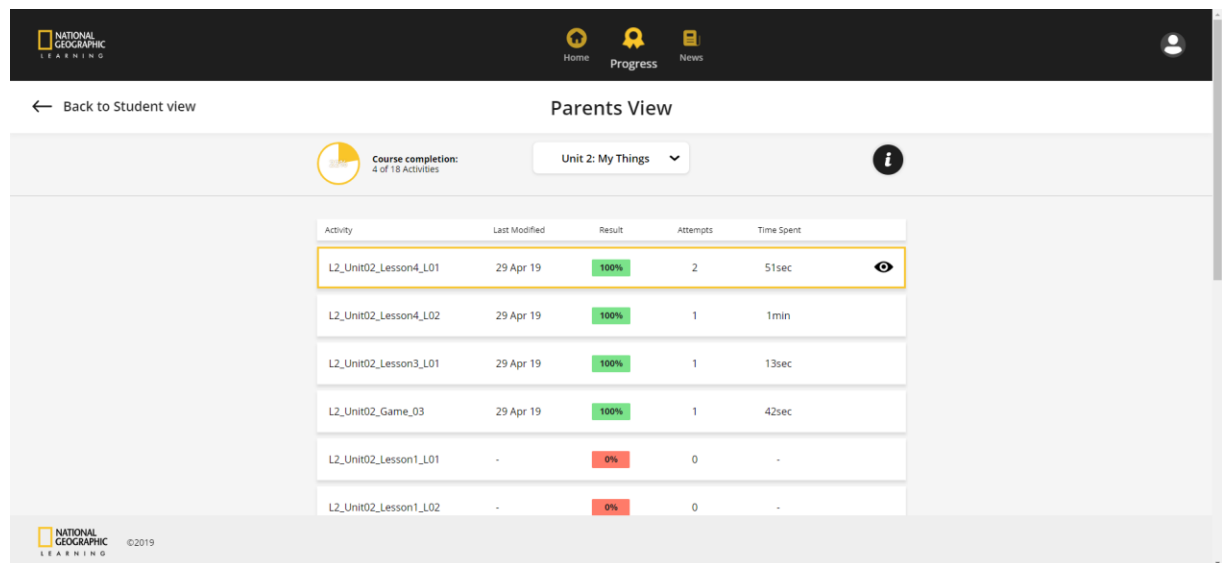 NATIONAL
GEOGRAPHIC
LEARNING
Home
Progress
News
Back to Student view
Parents View
Course completion:
4 of 18 Activities
Unit 2: My Things
i
Activity Last Modified Result Attempts Time Spent
L2_Unit02_Lesson4_L01 29 Apr 19 100% 2 51sec
L2_Unit02_Lesson4_L02 29 Apr 19 100% 1 1min
L2_Unit02_Lesson3_L01 29 Apr 19 100% 1 13sec
L2_Unit02_Game_03 29 Apr 19 100% 1 42sec
L2_Unit02_Lesson1_L01 - 0% 0 -
L2_Unit02_Lesson1_L02 - 0% 0 -
NATIONAL
GEOGRAPHIC
LEARNING
©2019